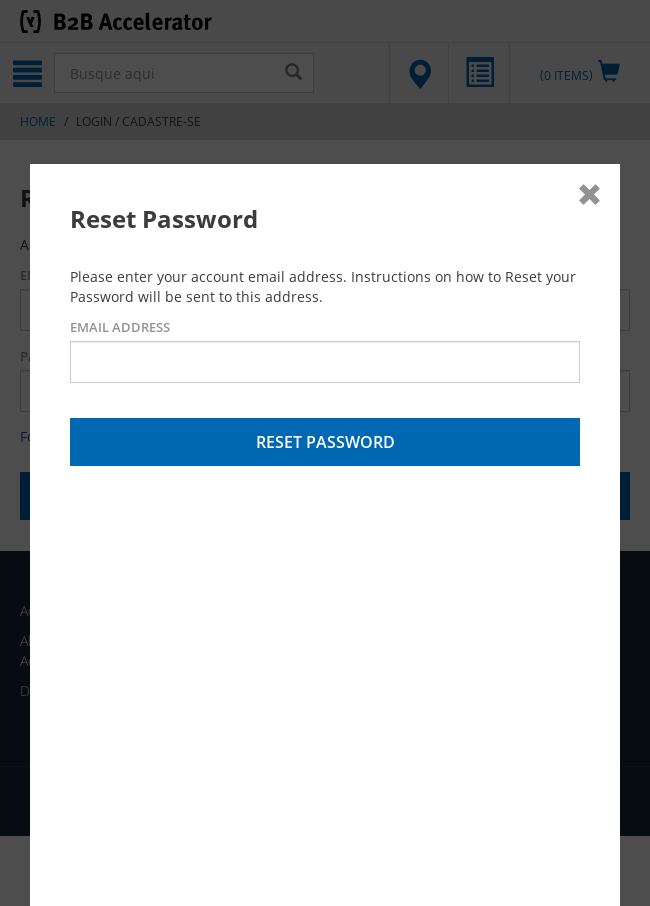 B2B Accelerator
Busque aqui
(0 ITEMS)
HOME / LOGIN / CADASTRE-SE
Reset Password
Please enter your account email address. Instructions on how to Reset your
Password will be sent to this address.
EMAIL ADDRESS
RESET PASSWORD